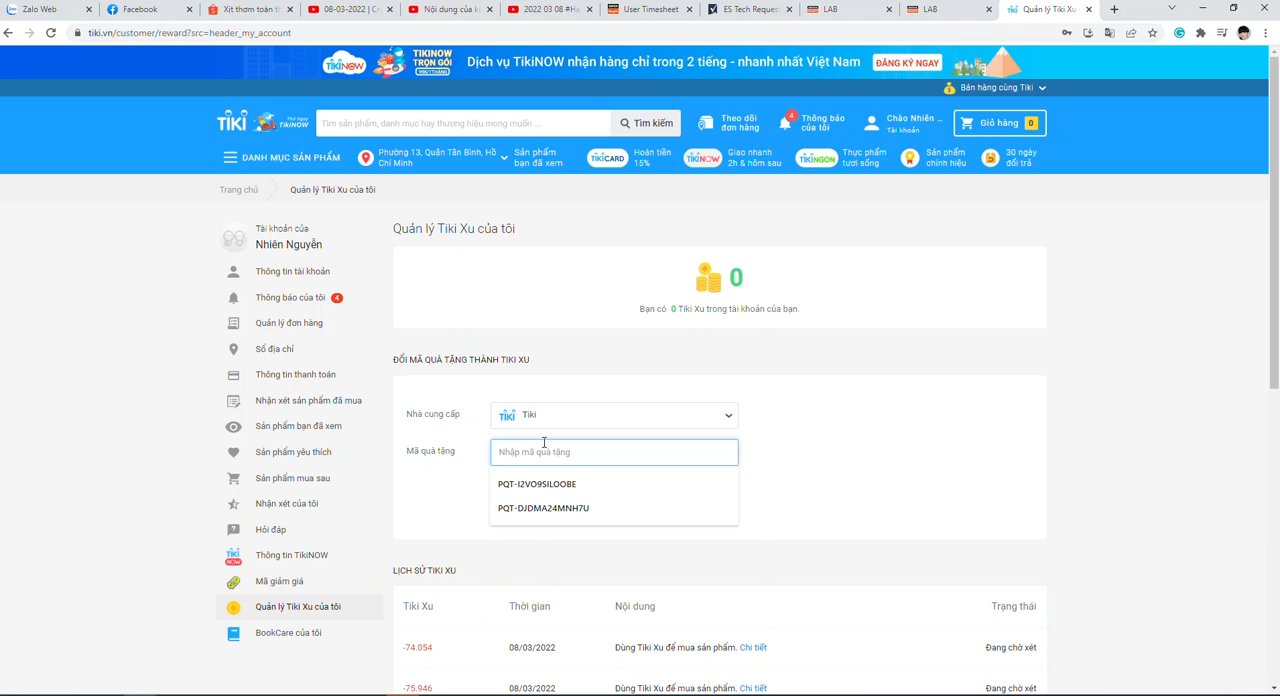 Zalo Web
Facebook
Xịt thơm toàn th
08-03-2022 | C
Nội dung của k
2022 03 08 #Ha
User Timesheet
ES Tech Reques
LAB
LAB
Quản lý Tiki Xu
tiki.vn/customer/reward?src=header_my_account
TIKINOW
TIKINOW
TRỌN GÓI
Dịch vụ TikiNOW nhận hàng chỉ trong 2 tiếng - nhanh nhất Việt Nam
ĐĂNG KÝ NGAY
Bán hàng cùng Tiki
TIKI
Thử ngay
TIKINOW
Tìm sản phẩm, danh mục hay thương hiệu mong muốn ...
Tìm kiếm
Theo dõi
đơn hàng
4
Thông báo
của tôi
Chào Nhiên ...
Tài khoản
Giỏ hàng 0
DANH MỤC SẢN PHẨM
Phường 13, Quận Tân Bình, Hồ
Chí Minh
Sản phẩm
bạn đã xem
TIKICARD
Hoàn tiền
15%
TIKINOW
Giao nhanh
2h & hôm sau
TIKINGON
Thực phẩm
tươi sống
Sản phẩm
chính hiệu
30 ngày
đổi trả
Trang chủ
Quản lý Tiki Xu của tôi
Tài khoản của
Nhiên Nguyễn
Thông tin tài khoản
Thông báo của tôi 4
Quản lý đơn hàng
Sổ địa chỉ
Thông tin thanh toán
Nhận xét sản phẩm đã mua
Sản phẩm bạn đã xem
Sản phẩm yêu thích
Sản phẩm mua sau
Nhận xét của tôi
Hỏi đáp
TIKI
NOW
Thông tin TikiNOW
Mã giảm giá
Quản lý Tiki Xu của tôi
BookCare của tôi
Quản lý Tiki Xu của tôi
0
Bạn có 0 Tiki Xu trong tài khoản của bạn.
ĐỔI MÃ QUÀ TẶNG THÀNH TIKI XU
Nhà cung cấp
TIKI Tiki
Mã quà tặng
Nhập mã quà tặng
PQT-I2VO9SILOOBE
PQT-DJDMA24MNH7U
LỊCH SỬ TIKI XU
Tiki Xu Thời gian Nội dung Trạng thái
-74.054 08/03/2022 Dùng Tiki Xu để mua sản phẩm. Chi tiết Đang chờ xét
-75.946 08/03/2022 Dùng Tiki Xu để mua sản phẩm. Chi tiết Đang chờ xét